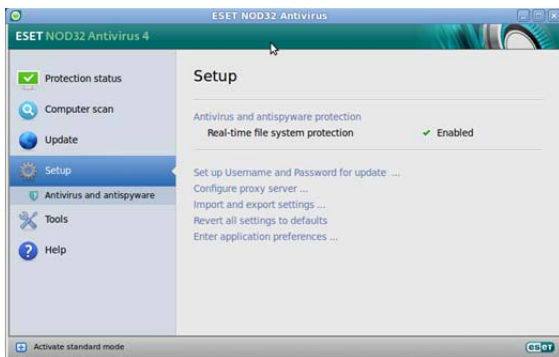 ESET NOD32 Antivirus
ESET NOD32 Antivirus 4
Protection status
Computer scan
Update
Setup
Antivirus and antispyware
Tools
Help
Setup
Antivirus and antispyware protection
Real-time file system protection ✔ Enabled
Set up Username and Password for update ...
Configure proxy server ...
Import and export settings ...
Revert all settings to defaults
Enter application preferences ...
Activate standard mode
eset